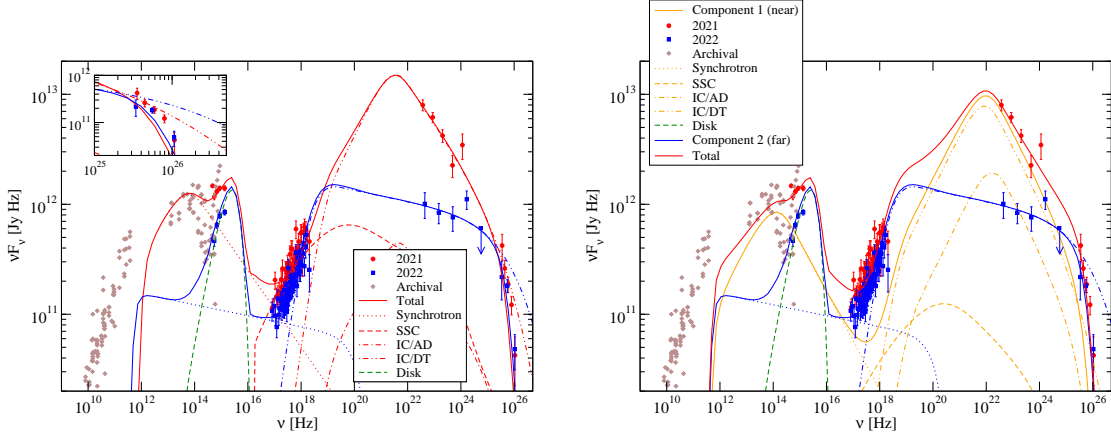 10^12
10^11
10^25
10^26
10^13
10^12
10^11
νF_ν [Jy Hz]
2021
2022
Archival
Total
Synchrotron
SSC
IC/AD
IC/DT
Disk
10^10 10^12 10^14 10^16 10^18 10^20 10^22 10^24 10^26
ν [Hz]
Component 1 (near)
2021
2022
Archival
Synchrotron
SSC
IC/AD
IC/DT
Disk
Component 2 (far)
Total
10^13
10^12
10^11
νF_ν [Jy Hz]
10^10 10^12 10^14 10^16 10^18 10^20 10^22 10^24 10^26
ν [Hz]